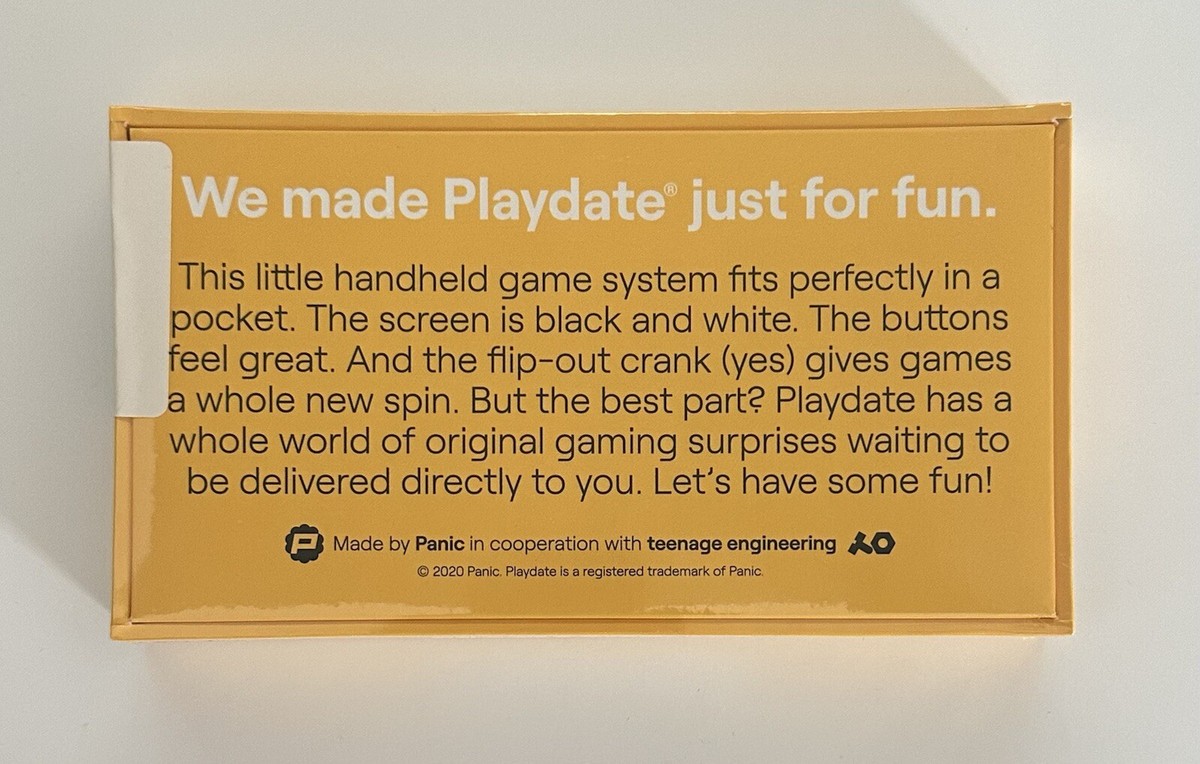 We made Playdate® just for fun.
This little handheld game system fits perfectly in a
pocket. The screen is black and white. The buttons
feel great. And the flip-out crank (yes) gives games
a whole new spin. But the best part? Playdate has a
whole world of original gaming surprises waiting to
be delivered directly to you. Let's have some fun!
Made by Panic in cooperation with teenage engineering
© 2020 Panic. Playdate is a registered trademark of Panic.